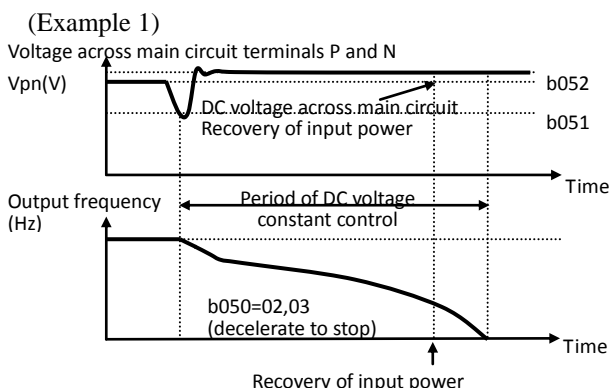 (Example 1)
Voltage across main circuit terminals P and N
Vpn(V)
b052
DC voltage across main circuit
Recovery of input power
b051
Time
Output frequency
(Hz)
Period of DC voltage
constant control
b050=02,03
(decelerate to stop)
Time
Recovery of input power